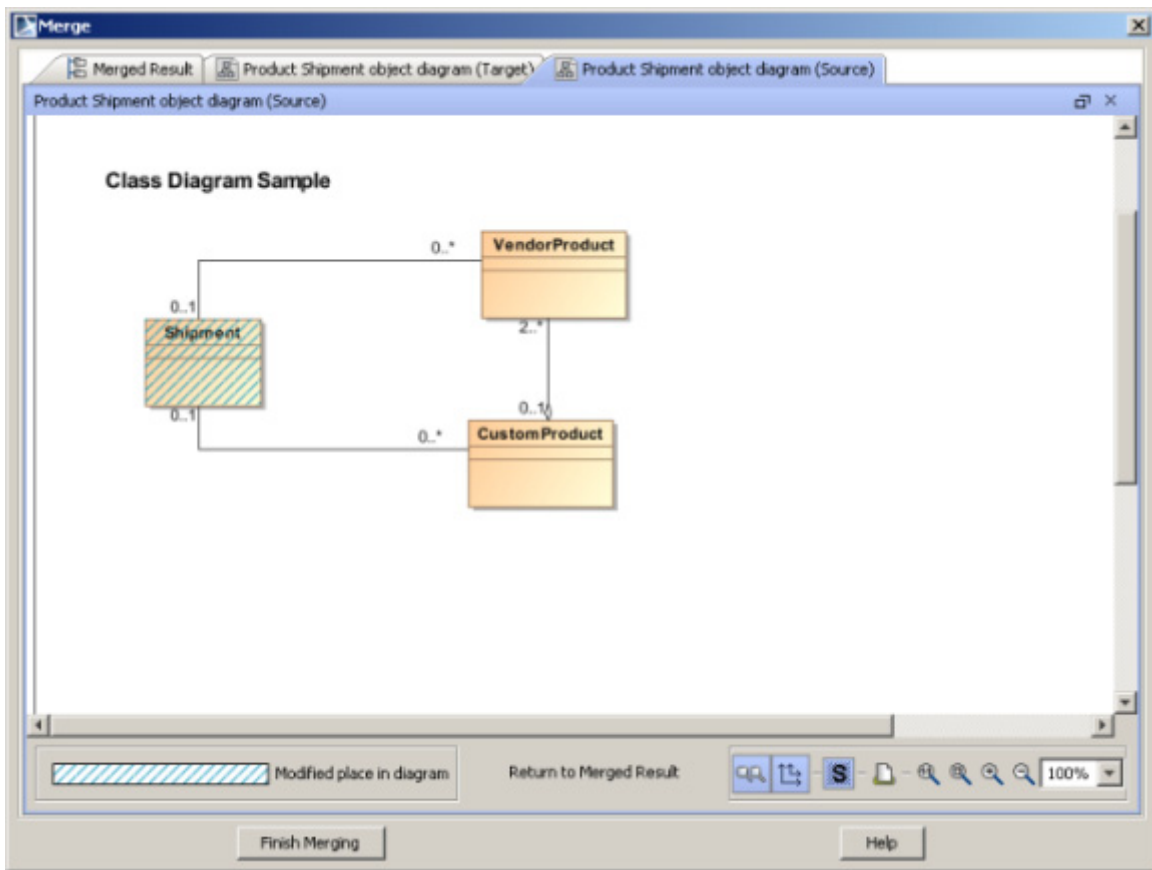 Merge
Merged Result
Product Shipment object diagram (Target)
Product Shipment object diagram (Source)
Product Shipment object diagram (Source)
Class Diagram Sample
0..*
VendorProduct
0..1
Shipment
2..*
0..1
0..1
0..*
CustomProduct
Modified place in diagram
Return to Merged Result
S
100%
Finish Merging
Help